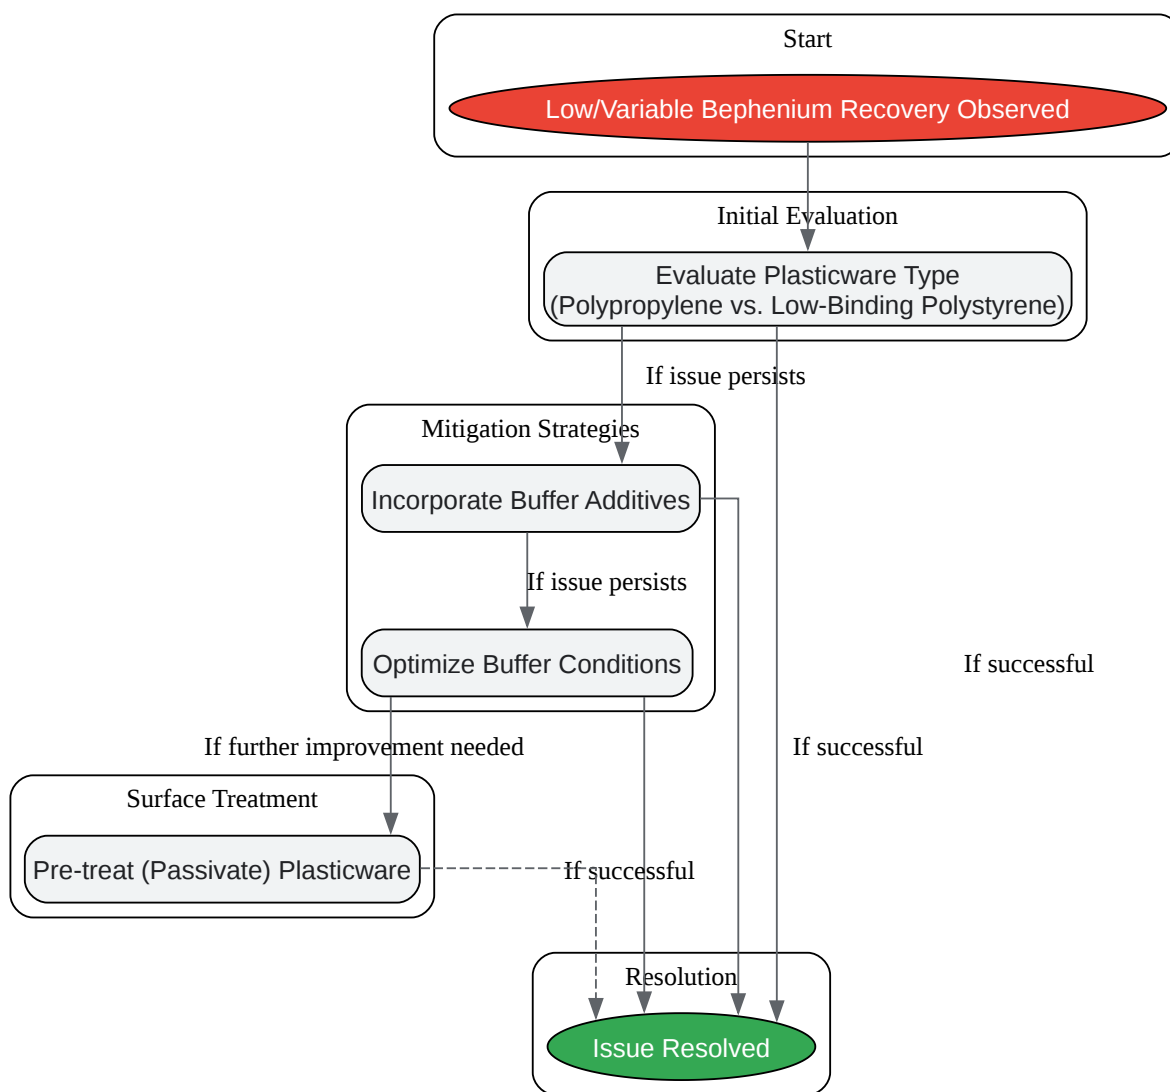 Start
Low/Variable Bephenium Recovery Observed
Initial Evaluation
Evaluate Plasticware Type
(Polypropylene vs. Low-Binding Polystyrene)
If issue persists
Mitigation Strategies
Incorporate Buffer Additives
If issue persists
Optimize Buffer Conditions
If successful
If further improvement needed
If successful
Surface Treatment
Pre-treat (Passivate) Plasticware
If successful
Resolution
Issue Resolved